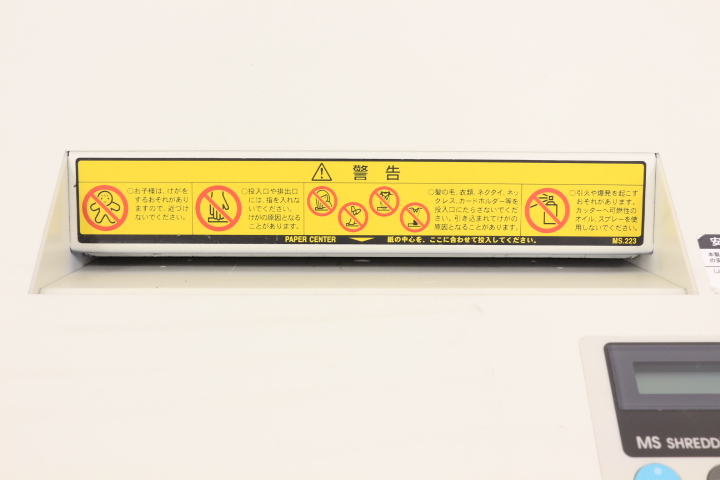 警告
○お子様は、けがを
するおそれがあり
ますので、近づけ
ないでください。
○投入口や排出口
には、指を入れな
いでください。
けがの原因となる
ことがあります。
○髪の毛、衣類、ネクタイ、ネッ
クレス、カードホルダー等を
投入口にたらさないでくだ
さい。引き込まれてけがの
原因となることがあります。
○引火や爆発を起こす
おそれがあります。
カッターへ可燃性の
オイル、スプレーを使
用しないでください。
PAPER CENTER 紙の中心を、ここに合わせて投入してください。 MS.223
安
本製
の安
MS SHREDD